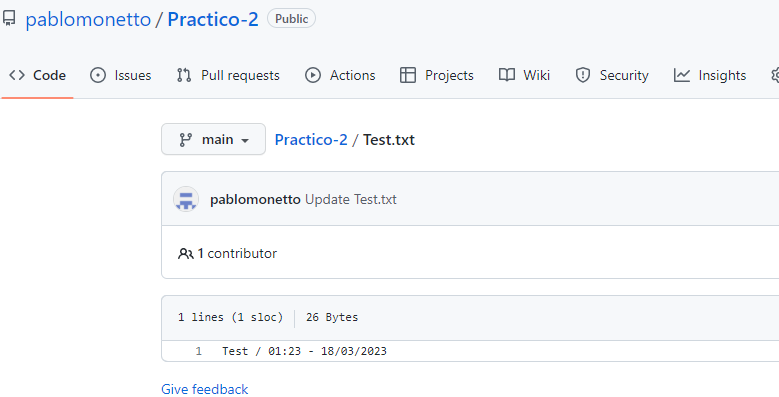 pablomonetto / Practico-2 Public
Code Issues Pull requests Actions Projects Wiki Security Insights
main Practico-2 / Test.txt
pablomonetto Update Test.txt
1 contributor
1 lines (1 sloc) 26 Bytes
1 Test / 01:23 - 18/03/2023
Give feedback